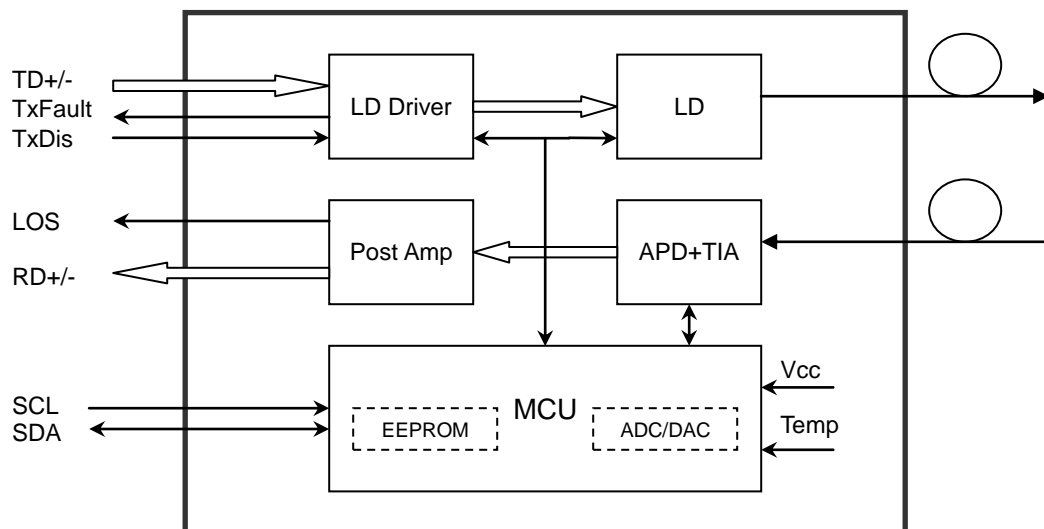 TD+/-
TxFault
TxDis
LD Driver
LD
LOS
RD+/-
Post Amp
APD+TIA
SCL
SDA
MCU
EEPROM
ADC/DAC
Vcc
Temp